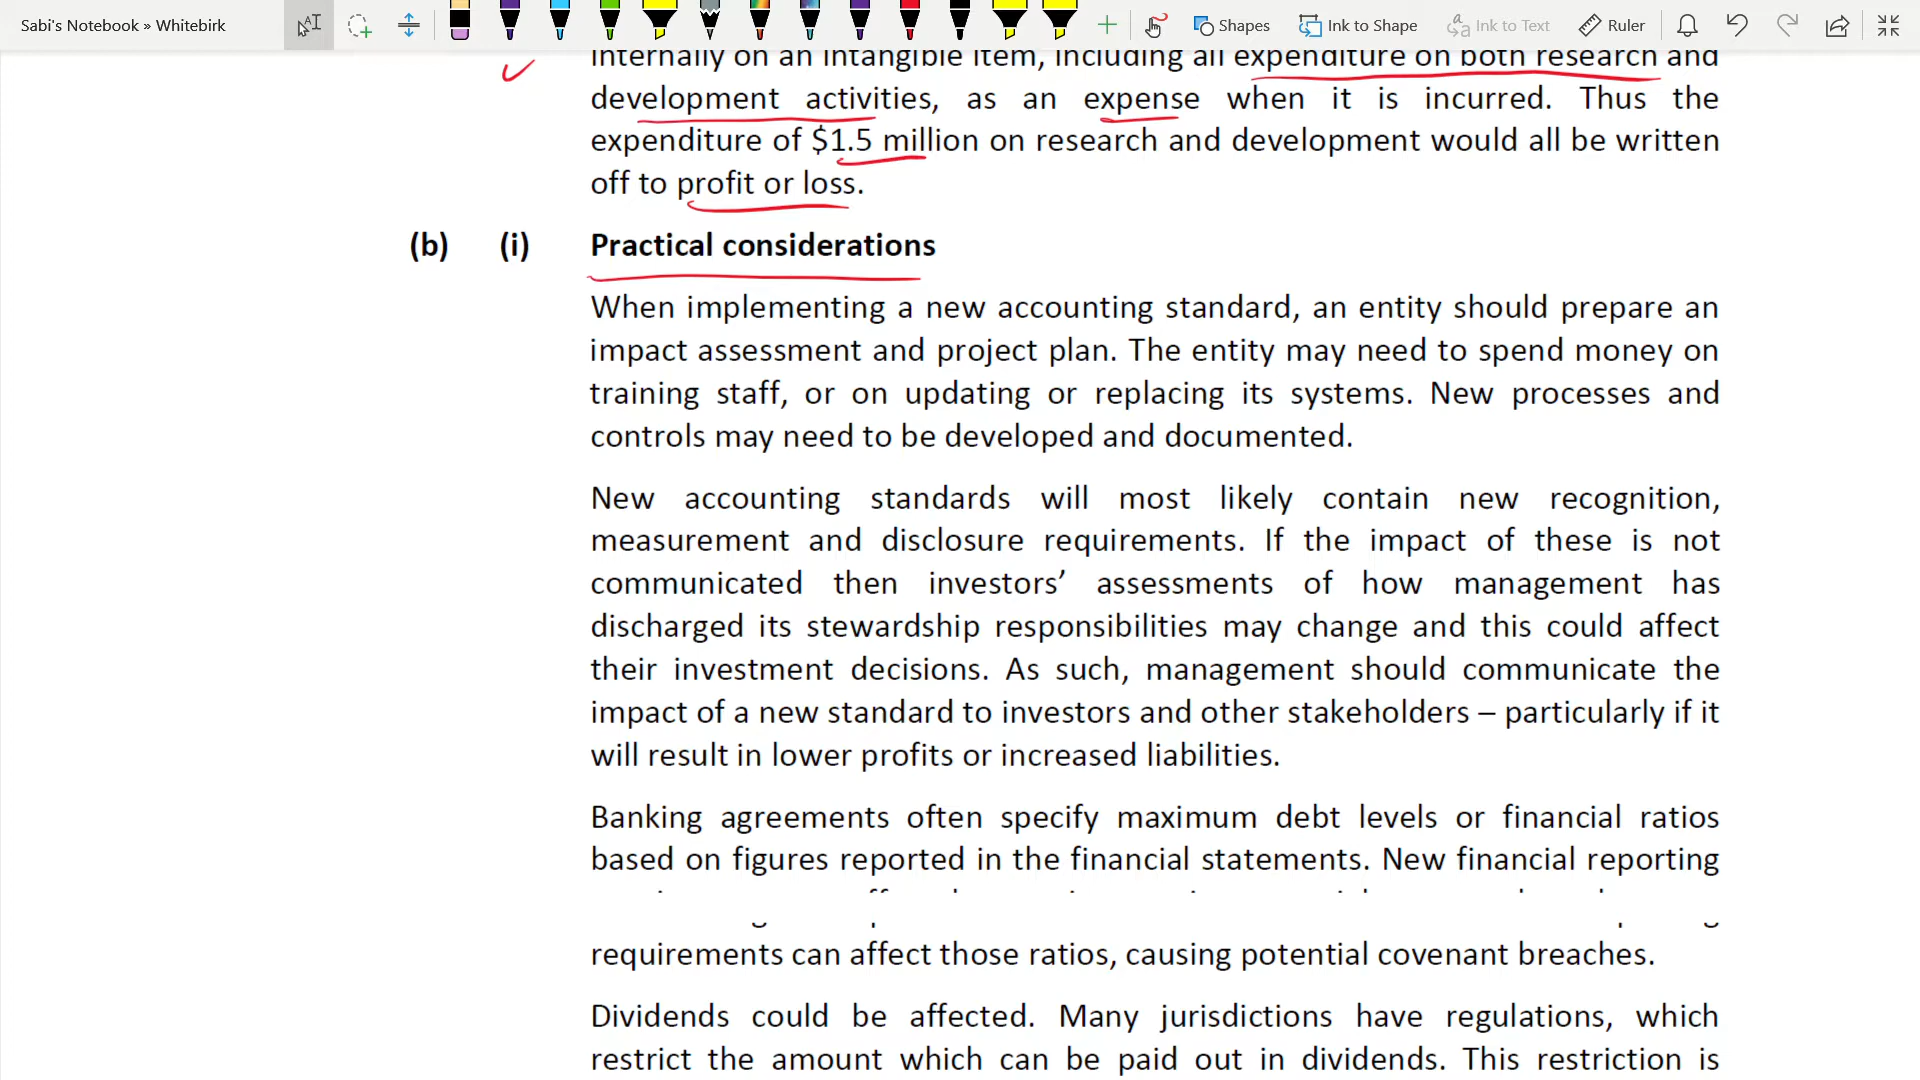 Sabi's Notebook » Whitebirk
Shapes
Ink to Shape
Ink to Text
Ruler
internally on an intangible item, including all expenditure on both research and
development activities, as an expense when it is incurred. Thus the
expenditure of $1.5 million on research and development would all be written
off to profit or loss.
(b) (i) Practical considerations
When implementing a new accounting standard, an entity should prepare an
impact assessment and project plan. The entity may need to spend money on
training staff, or on updating or replacing its systems. New processes and
controls may need to be developed and documented.
New accounting standards will most likely contain new recognition,
measurement and disclosure requirements. If the impact of these is not
communicated then investors’ assessments of how management has
discharged its stewardship responsibilities may change and this could affect
their investment decisions. As such, management should communicate the
impact of a new standard to investors and other stakeholders – particularly if it
will result in lower profits or increased liabilities.
Banking agreements often specify maximum debt levels or financial ratios
based on figures reported in the financial statements. New financial reporting
requirements can affect those ratios, causing potential covenant breaches.
Dividends could be affected. Many jurisdictions have regulations, which
restrict the amount which can be paid out in dividends. This restriction is